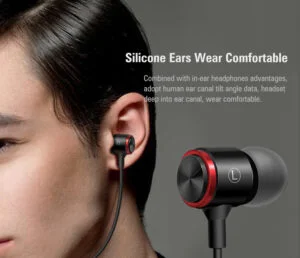 Silicone Ears Wear Comfortable
Combined with in-ear headphones advantages,
adopt human ear canal tilt angle data, headset
deep into ear canal, wear comfortable.
L